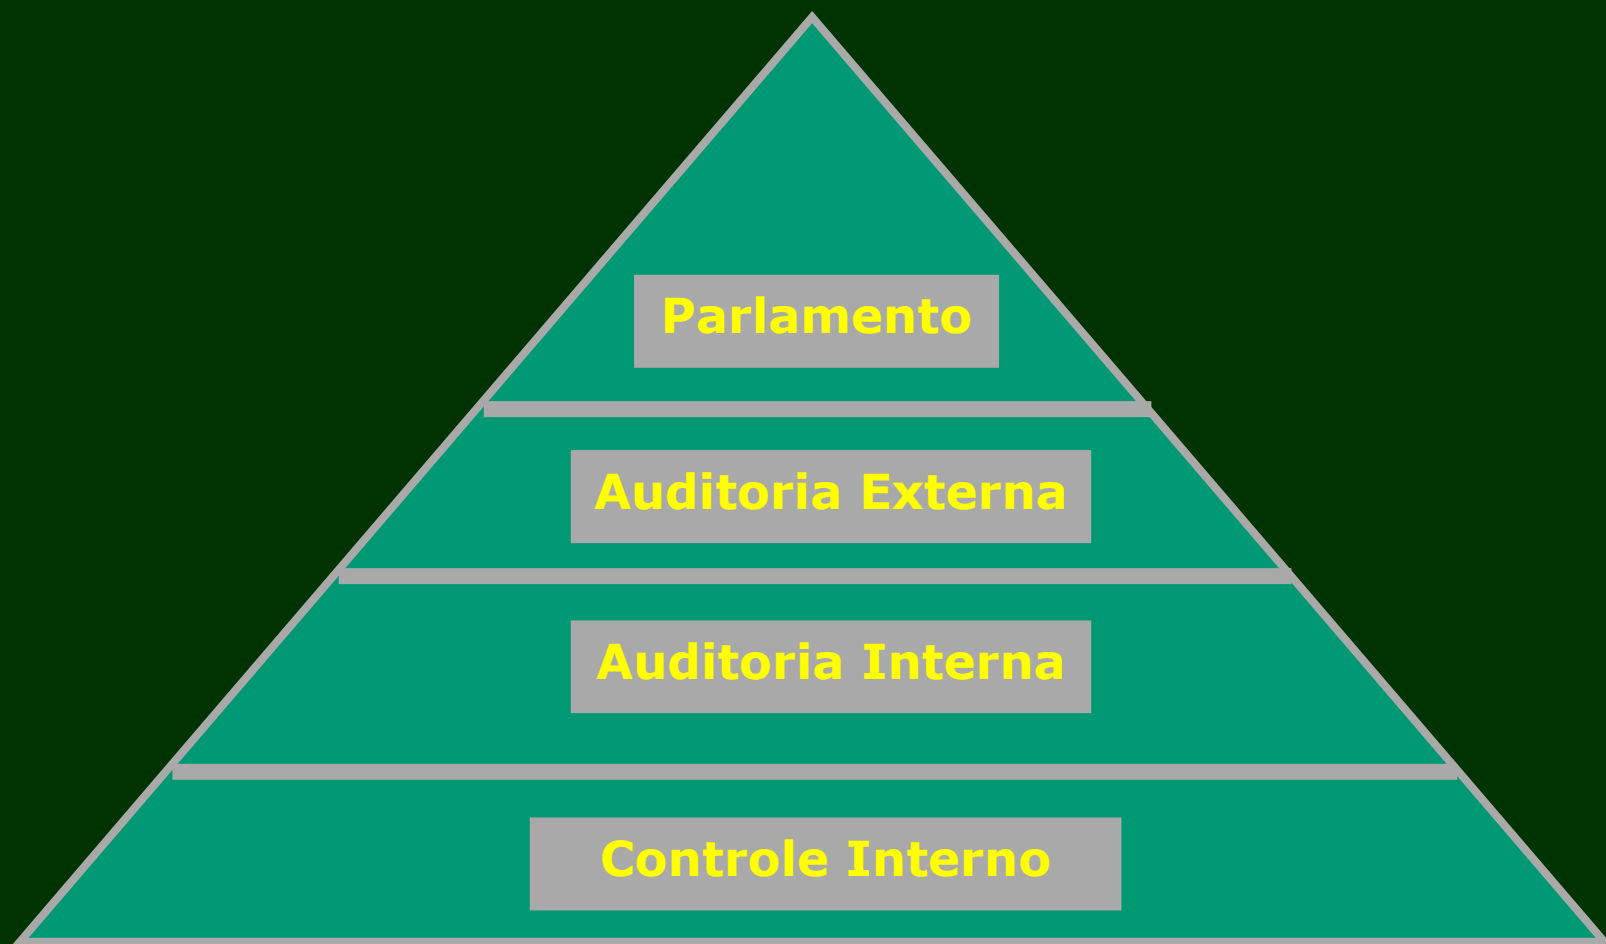 Parlamento
Auditoria Externa
Auditoria Interna
Controle Interno